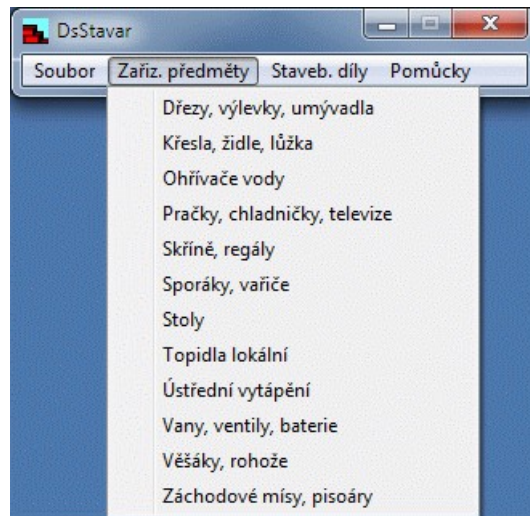 DsStavar
Soubor Zařiz. předměty Staveb. díly Pomůcky
Dřezy, výlevky, umývadla
Křesla, židle, lůžka
Ohřívače vody
Pračky, chladničky, televize
Skříně, regály
Sporáky, vařiče
Stoly
Topidla lokální
Ústřední vytápění
Vany, ventily, baterie
Věšáky, rohože
Záchodové mísy, pisoáry